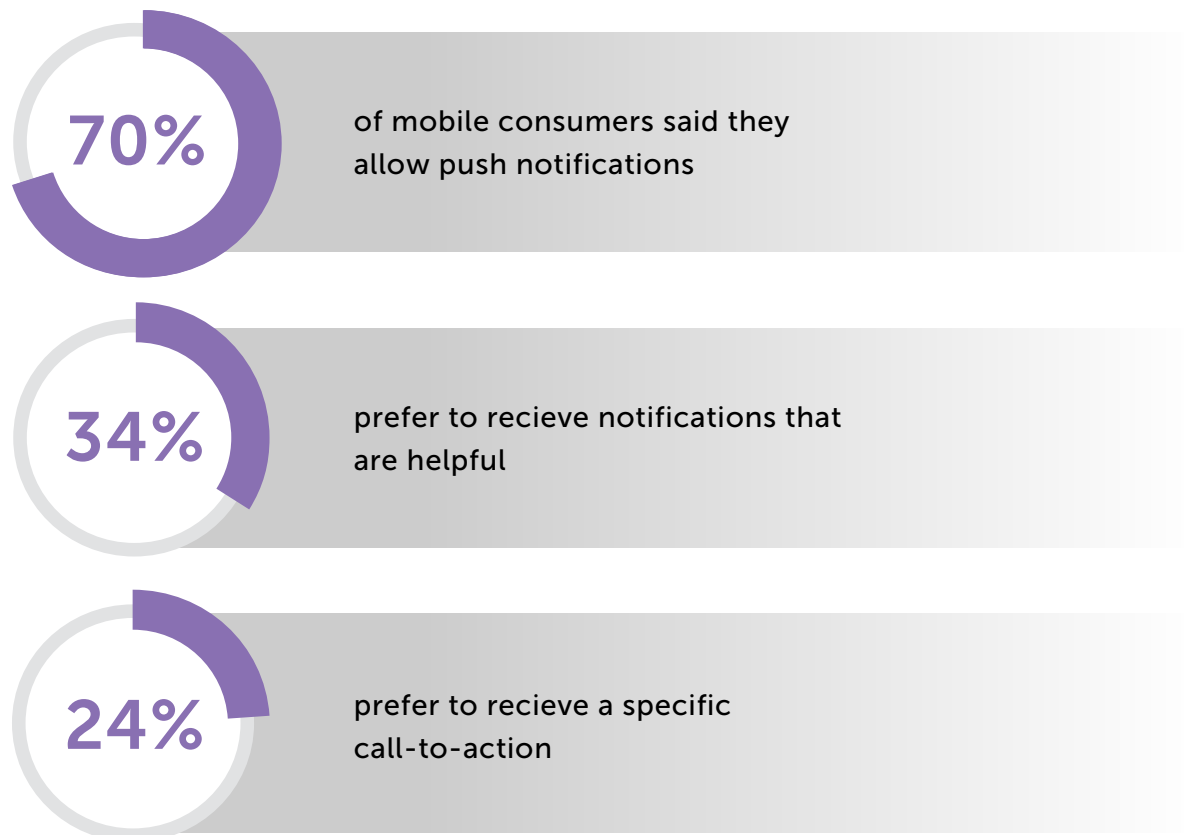 70%
of mobile consumers said they
allow push notifications
34%
prefer to recieve notifications that
are helpful
24%
prefer to recieve a specific
call-to-action